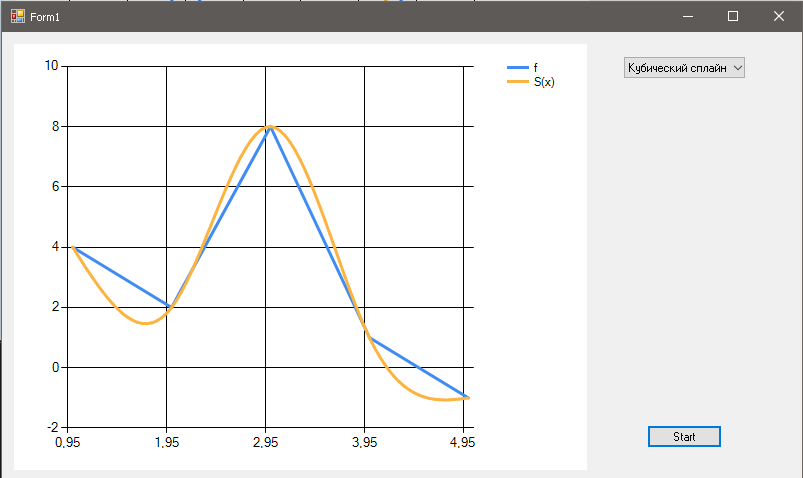 Form1
10
8
6
4
2
0
-2
0,95
1,95
2,95
3,95
4,95
f
S(x)
Кубический сплайн
Start